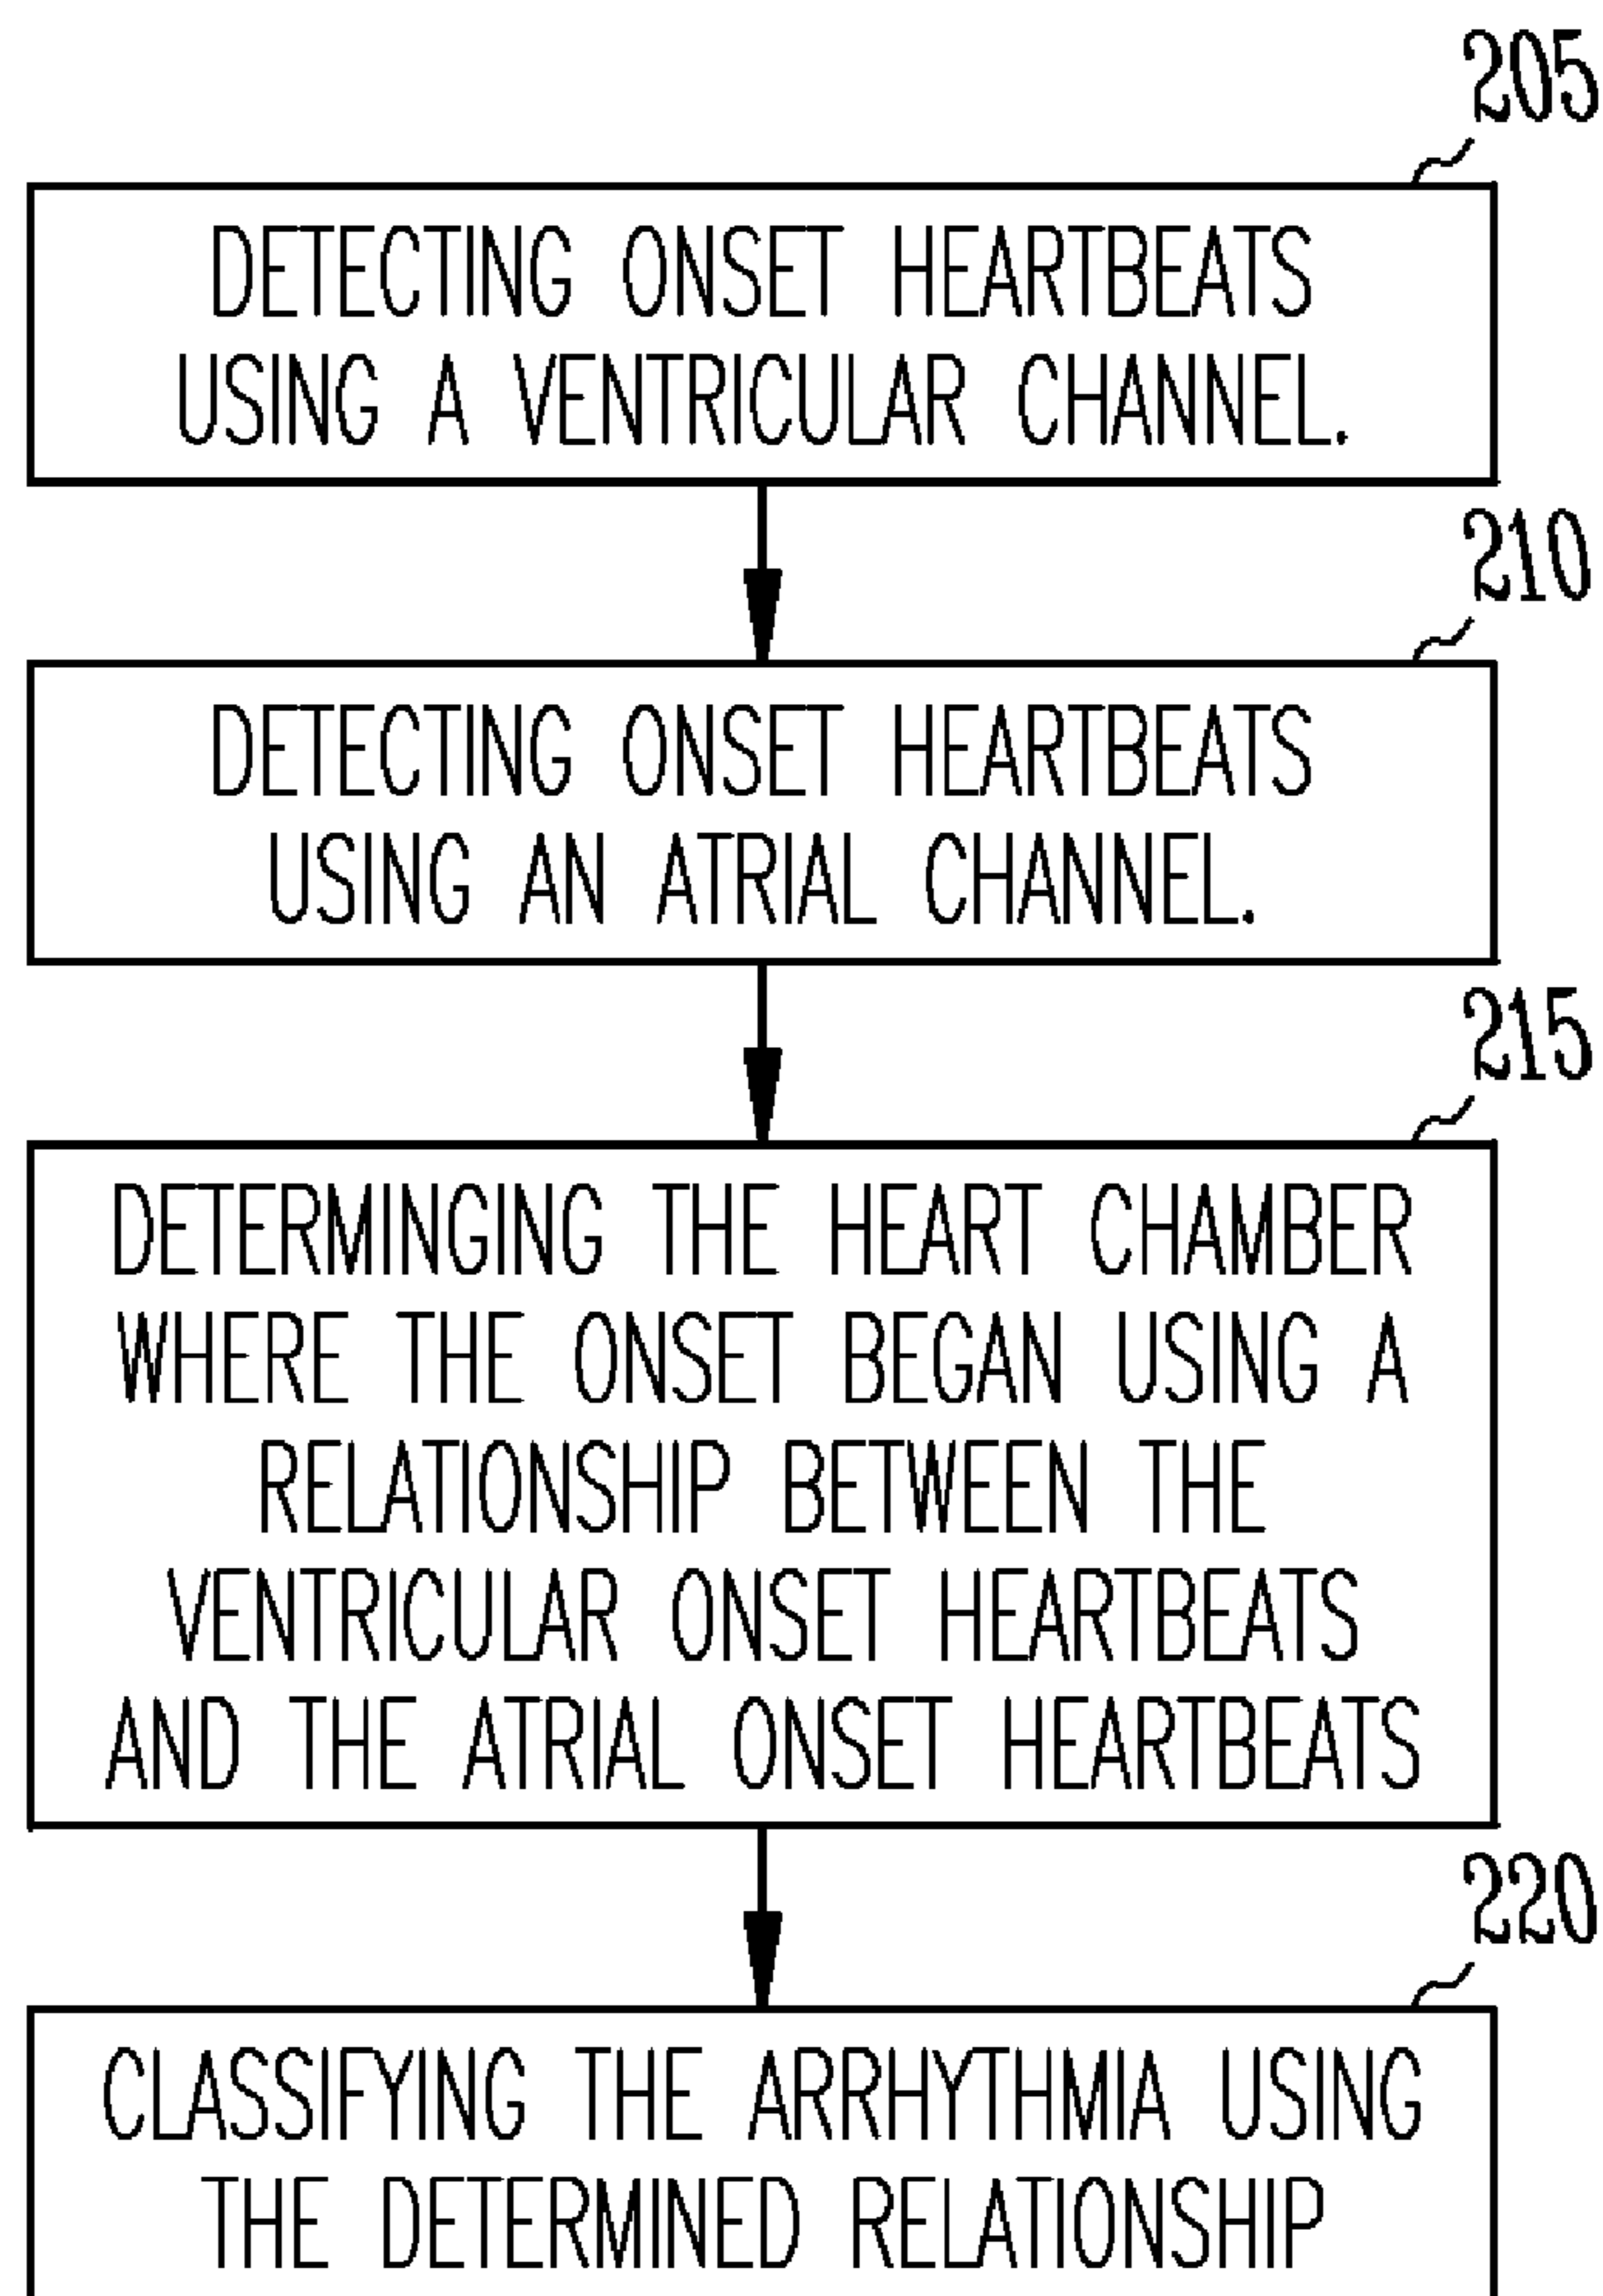 205
DETECTING ONSET HEARTBEATS
USING A VENTRICULAR CHANNEL.
210
DETECTING ONSET HEARTBEATS
USING AN ATRIAL CHANNEL.
215
DETERMINGING THE HEART CHAMBER
WHERE THE ONSET BEGAN USING A
RELATIONSHIP BETWEEN THE
VENTRICULAR ONSET HEARTBEATS
AND THE ATRIAL ONSET HEARTBEATS
220
CLASSIFYING THE ARRHYTHMIA USING
THE DETERMINED RELATIONSHIP